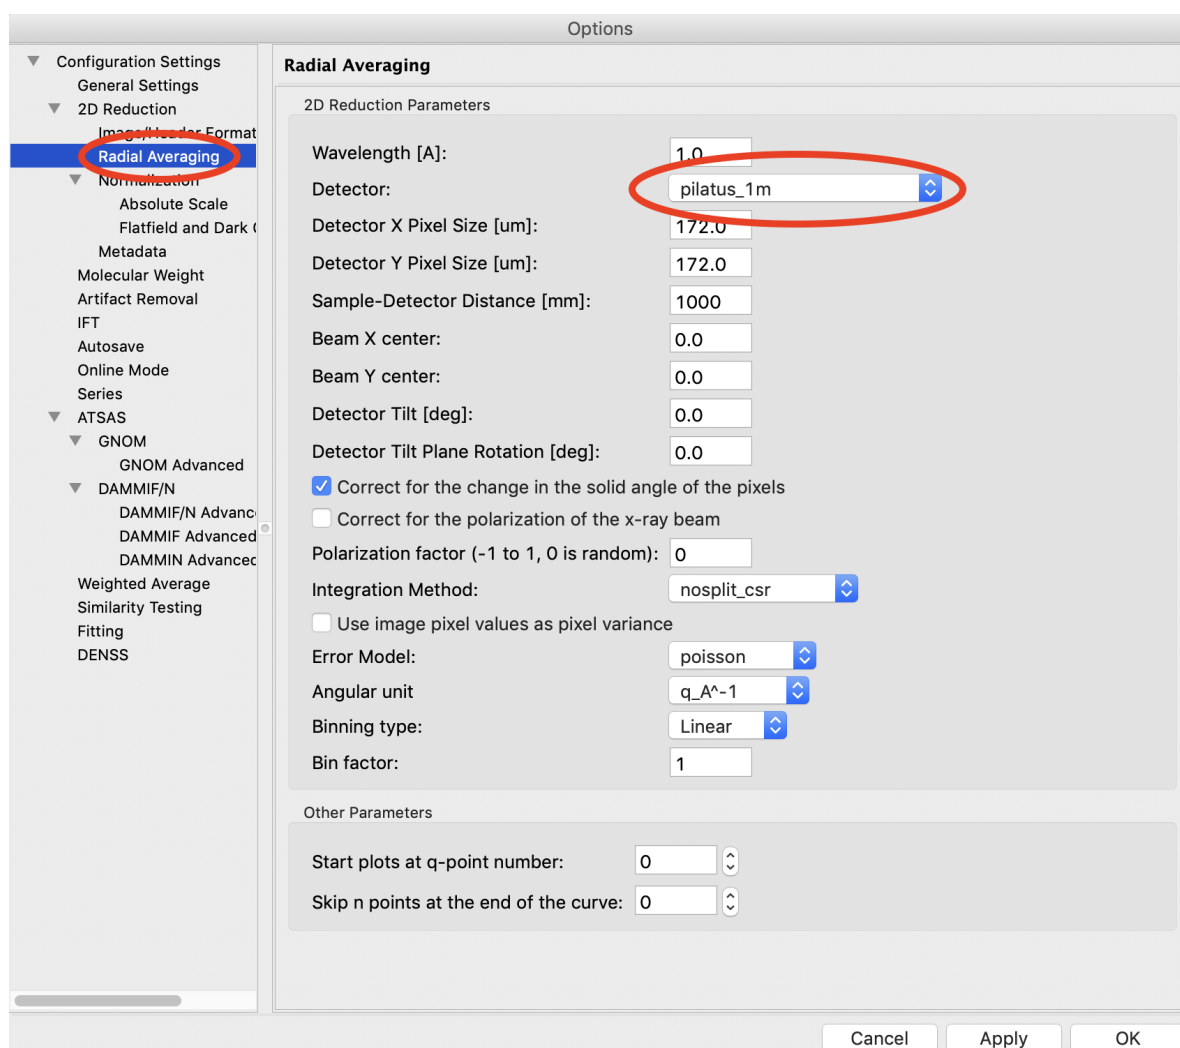 Options
Configuration Settings
General Settings
2D Reduction
Image/Header Format
Radial Averaging
Normalization
Absolute Scale
Flatfield and Dark (
Metadata
Molecular Weight
Artifact Removal
IFT
Autosave
Online Mode
Series
ATSAS
GNOM
GNOM Advanced
DAMMIF/N
DAMMIF/N Advanc
DAMMIF Advanced
DAMMIN Advanced
Weighted Average
Similarity Testing
Fitting
DENSS
Radial Averaging
2D Reduction Parameters
Wavelength [A]: 1.0
Detector: pilatus_1m
Detector X Pixel Size [um]: 172.0
Detector Y Pixel Size [um]: 172.0
Sample-Detector Distance [mm]: 1000
Beam X center: 0.0
Beam Y center: 0.0
Detector Tilt [deg]: 0.0
Detector Tilt Plane Rotation [deg]: 0.0
Correct for the change in the solid angle of the pixels
Correct for the polarization of the x-ray beam
Polarization factor (-1 to 1, 0 is random): 0
Integration Method: nosplit_csr
Use image pixel values as pixel variance
Error Model: poisson
Angular unit q_A^-1
Binning type: Linear
Bin factor: 1
Other Parameters
Start plots at q-point number: 0
Skip n points at the end of the curve: 0
Cancel Apply OK